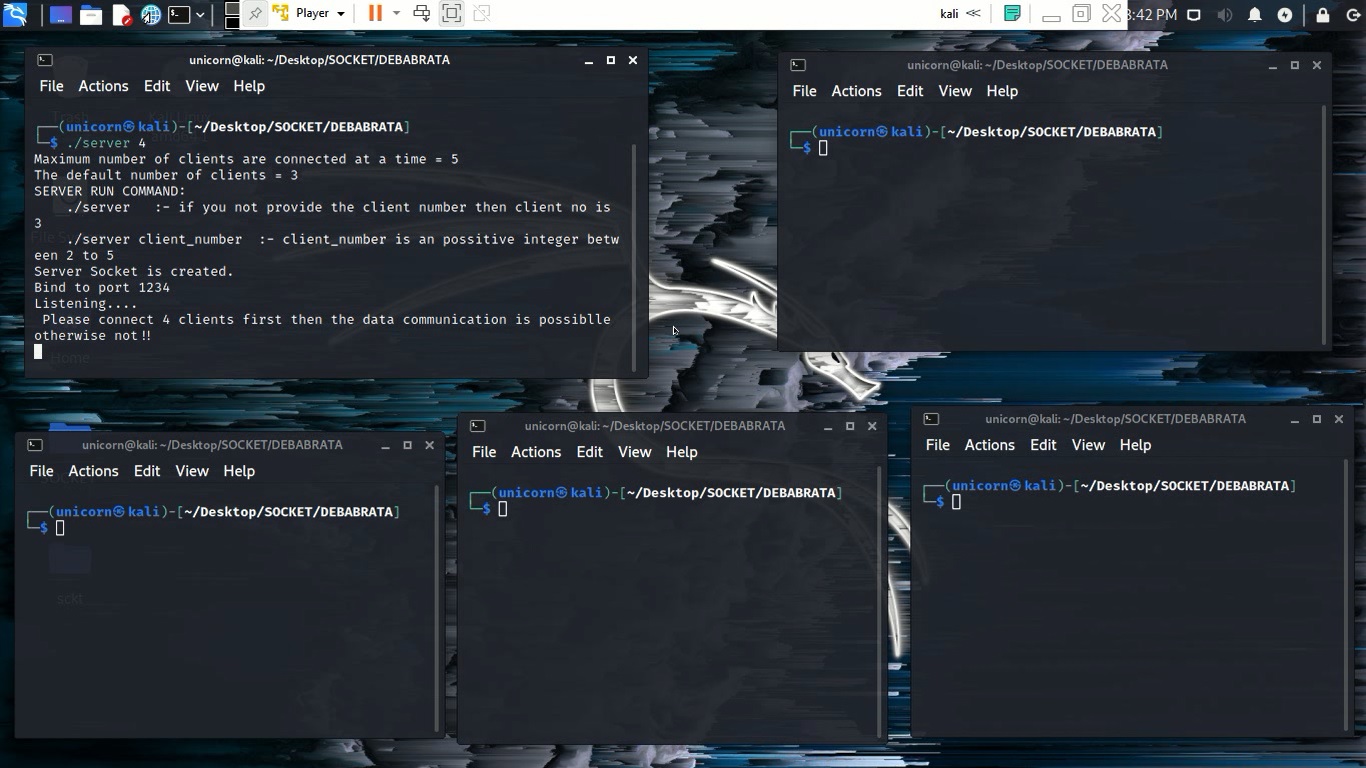 Player
kali
3:42 PM
unicorn@kali: ~/Desktop/SOCKET/DEBABRATA
File Actions Edit View Help
┌──(unicorn㉿kali)-[~/Desktop/SOCKET/DEBABRATA]
└─$ ./server 4
Maximum number of clients are connected at a time = 5
The default number of clients = 3
SERVER RUN COMMAND:
./server :- if you not provide the client number then client no is
3
./server client_number :- client_number is an possitive integer betw
een 2 to 5
Server Socket is created.
Bind to port 1234
Listening....
Please connect 4 clients first then the data communication is possiblle
otherwise not!!
Home
unicorn@kali: ~/Desktop/SOCKET/DEBABRATA
File Actions Edit View Help
┌──(unicorn㉿kali)-[~/Desktop/SOCKET/DEBABRATA]
└─$
unicorn@kali: ~/Desktop/SOCKET/DEBABRATA
File Actions Edit View Help
┌──(unicorn㉿kali)-[~/Desktop/SOCKET/DEBABRATA]
└─$
sckt
unicorn@kali: ~/Desktop/SOCKET/DEBABRATA
File Actions Edit View Help
┌──(unicorn㉿kali)-[~/Desktop/SOCKET/DEBABRATA]
└─$
unicorn@kali: ~/Desktop/SOCKET/DEBABRATA
File Actions Edit View Help
┌──(unicorn㉿kali)-[~/Desktop/SOCKET/DEBABRATA]
└─$